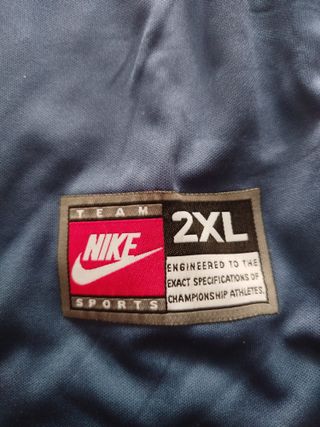 TEAM
NIKE
SPORTS
2XL
ENGINEERED TO THE
EXACT SPECIFICATIONS OF
CHAMPIONSHIP ATHLETES.